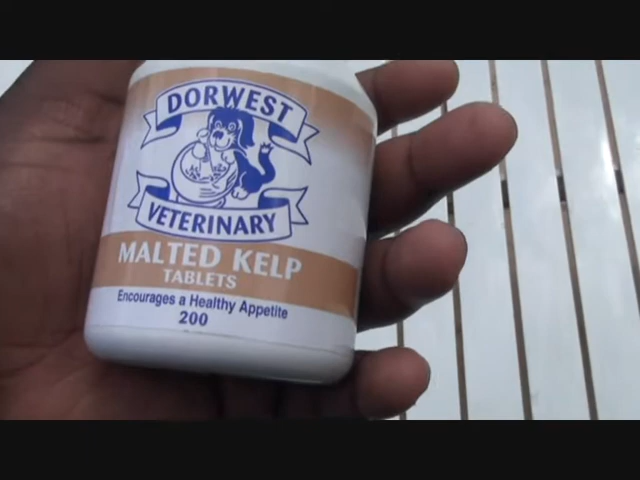 DORWEST
VETERINARY
MALTED KELP
TABLETS
Encourages a Healthy Appetite
200